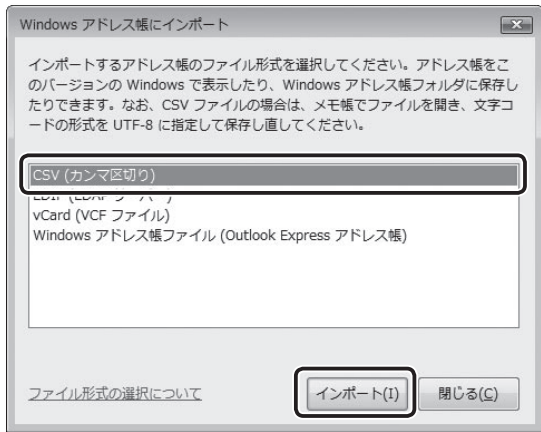 Windows アドレス帳にインポート
インポートするアドレス帳のファイル形式を選択してください。アドレス帳をこ
のバージョンの Windows で表示したり、Windows アドレス帳フォルダに保存し
たりできます。なお、CSV ファイルの場合は、メモ帳でファイルを開き、文字コ
ードの形式を UTF-8 に指定して保存し直してください。
CSV (カンマ区切り)
vCard (VCF ファイル)
Windows アドレス帳ファイル (Outlook Express アドレス帳)
ファイル形式の選択について
インポート(I)
閉じる(C)